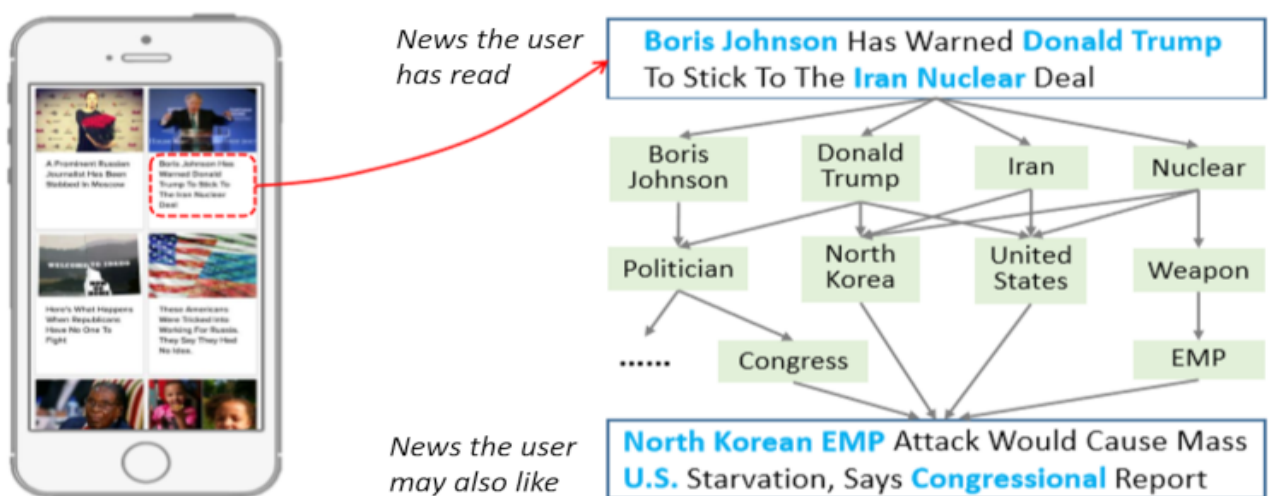 News the user
has read
Boris Johnson Has Warned Donald Trump
To Stick To The Iran Nuclear Deal
A Prominent Russian
Journalist Has Been
Stabbed In Moscow
Boris Johnson Has
Warned Donald
Trump To Stick To
The Iran Nuclear
Deal
WELCOME TO
Here's What Happens
When Republicans
Have No One To
Fight
These Americans
Were Tricked Into
Working For Russia.
They Say They Had
No Idea.
Boris
Johnson
Donald
Trump
Iran
Nuclear
Politician
North
Korea
United
States
Weapon
......
Congress
EMP
News the user
may also like
North Korean EMP Attack Would Cause Mass
U.S. Starvation, Says Congressional Report